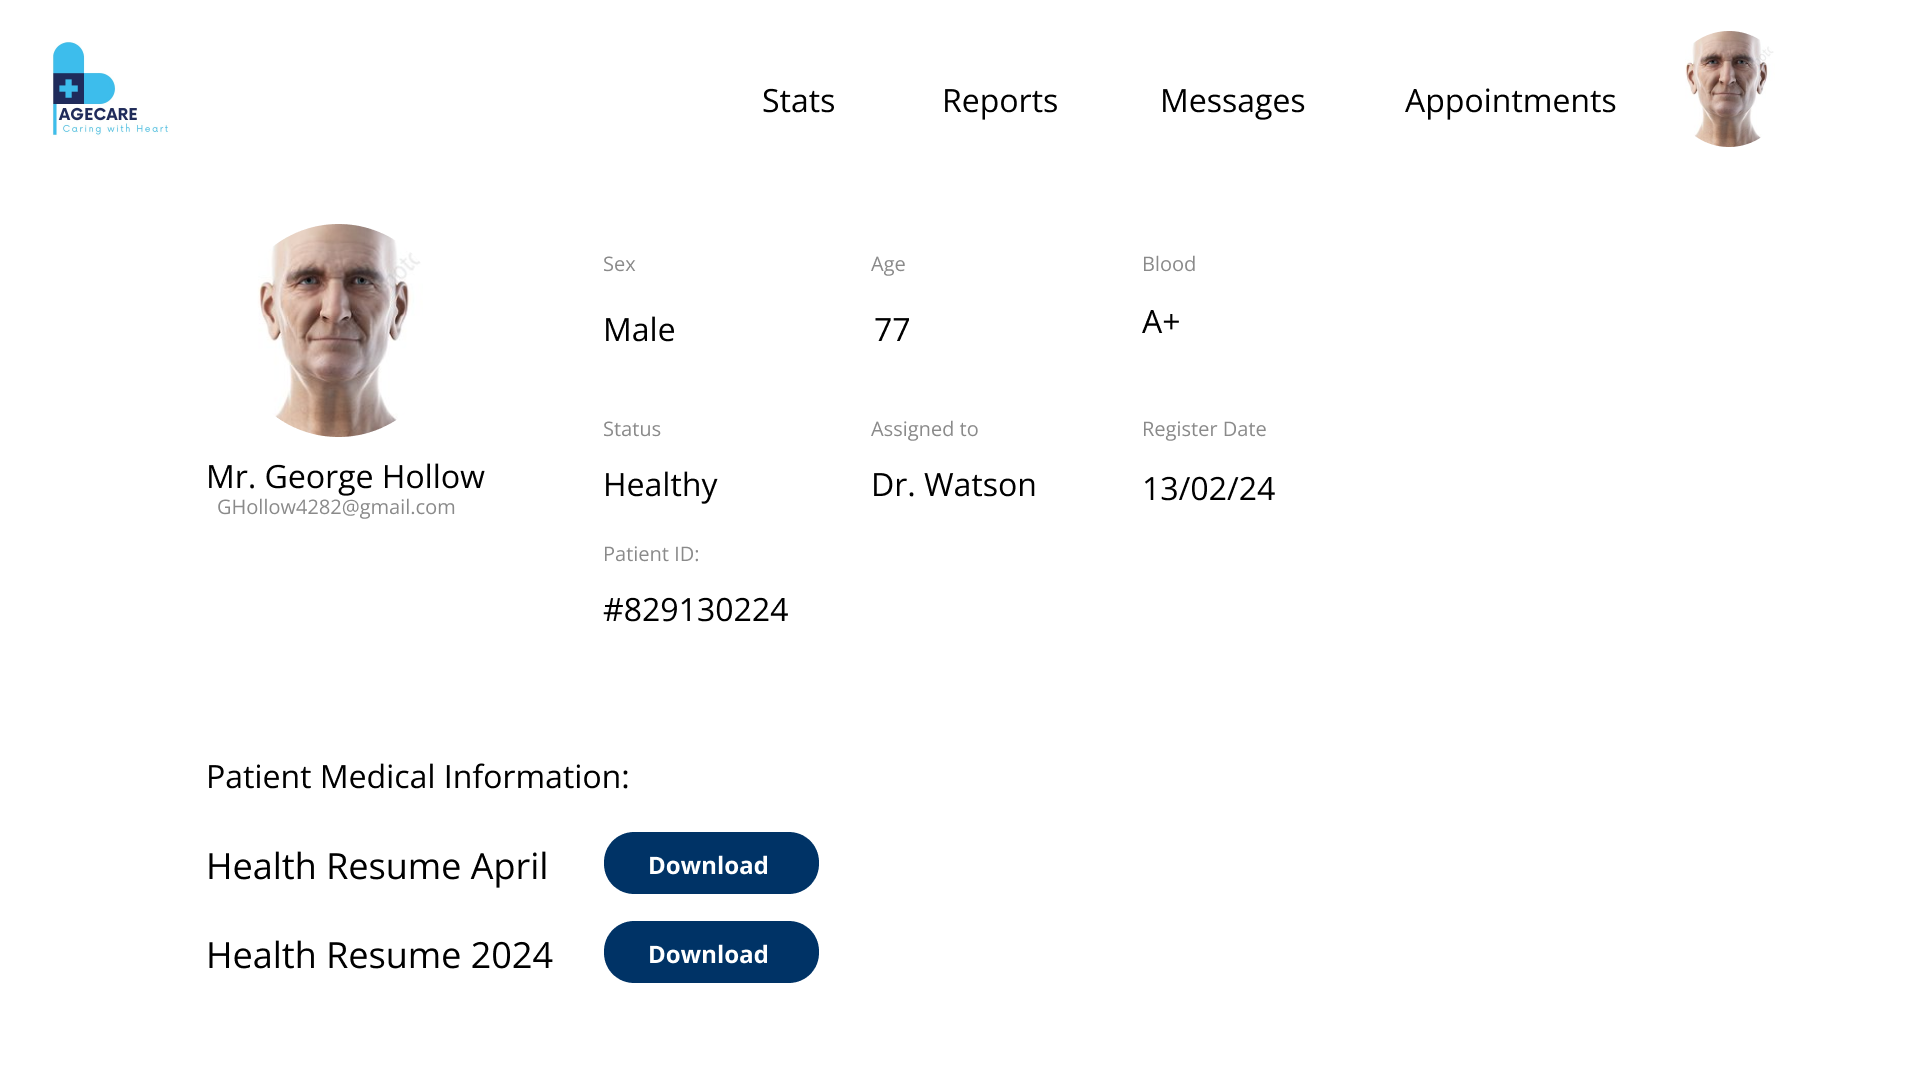 AGECARE
Caring with Heart
Stats Reports Messages Appointments
Sex Age Blood
Male 77 A+
Status Assigned to Register Date
Healthy Dr. Watson 13/02/24
Mr. George Hollow
GHollow4282@gmail.com
Patient ID:
#829130224
Patient Medical Information:
Health Resume April Download
Health Resume 2024 Download